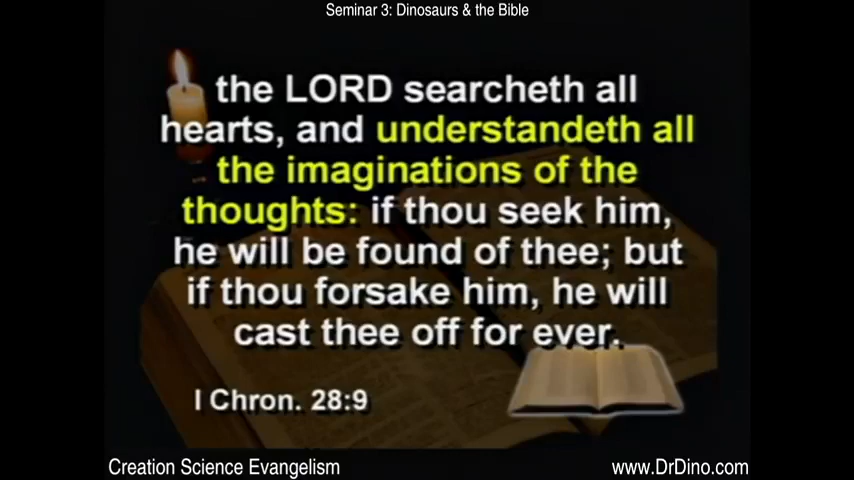 Seminar 3: Dinosaurs & the Bible
the LORD searcheth all
hearts, and understandeth all
the imaginations of the
thoughts: if thou seek him,
he will be found of thee; but
if thou forsake him, he will
cast thee off for ever.
I Chron. 28:9
Creation Science Evangelism
www.DrDino.com